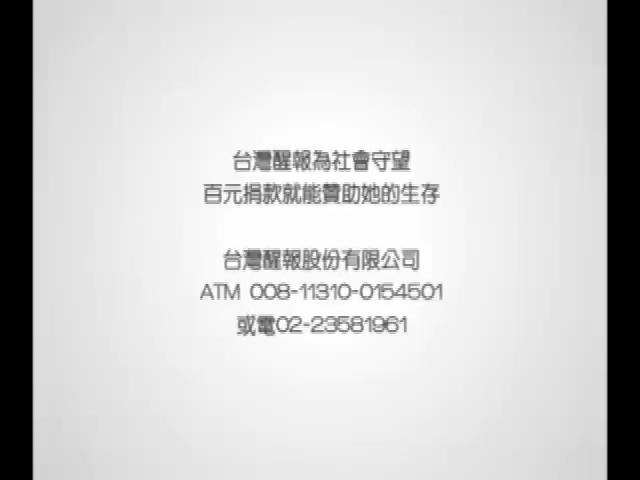 台灣醒報為社會守望
百元捐款就能贊助她的生存
台灣醒報股份有限公司
ATM 008-11310-0154501
或電02-23581961